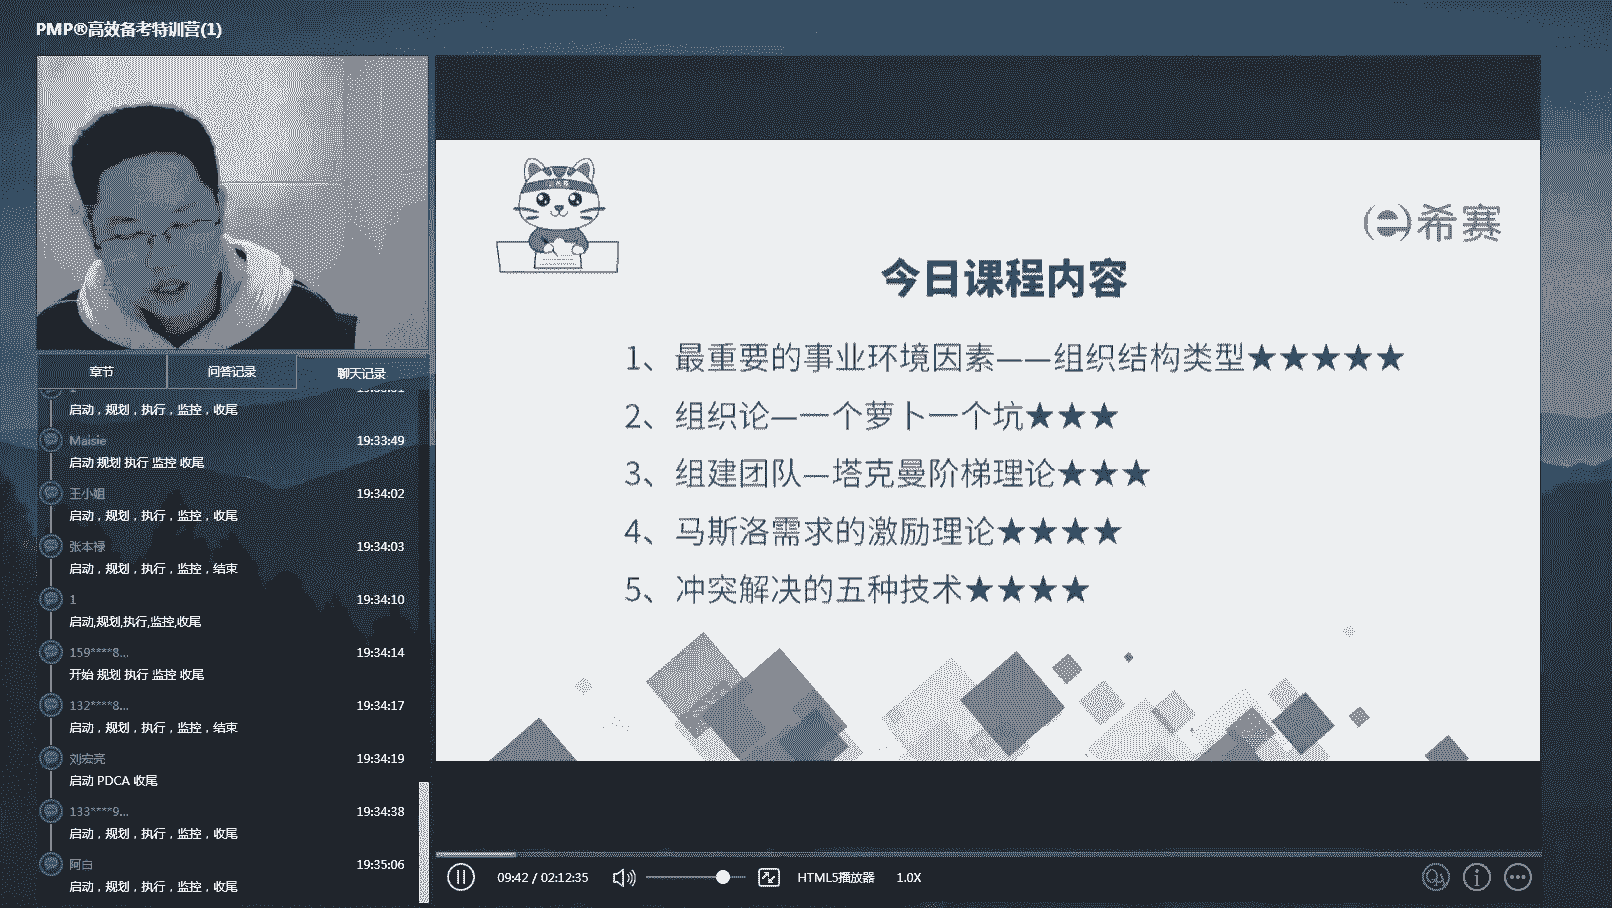 PMP®高效备考特训营(1)
章节
问答记录
聊天记录
启动，规划，执行，监控，收尾
Maisie
19:33:49
启动 规划 执行 监控 收尾
王小姐
19:34:02
启动，规划，执行，监控，收尾
张本禄
19:34:03
启动，规划，执行，监控，结束
1
19:34:10
启动,规划,执行,监控,收尾
159****8...
19:34:14
开始 规划 执行 监控 收尾
132****8...
19:34:17
启动，规划，执行，监控，结束
刘宏亮
19:34:19
启动 PDCA 收尾
133****9...
19:34:38
启动，规划，执行，监控，收尾
阿白
19:35:06
启动，规划，执行，监控，收尾
希赛
今日课程内容
1、最重要的事业环境因素——组织结构类型★★★★★
2、组织论—一个萝卜一个坑★★★
3、组建团队—塔克曼阶梯理论★★★
4、马斯洛需求的激励理论★★★★
5、冲突解决的五种技术★★★★
09:42 / 02:12:35
HTML5播放器
1.0X